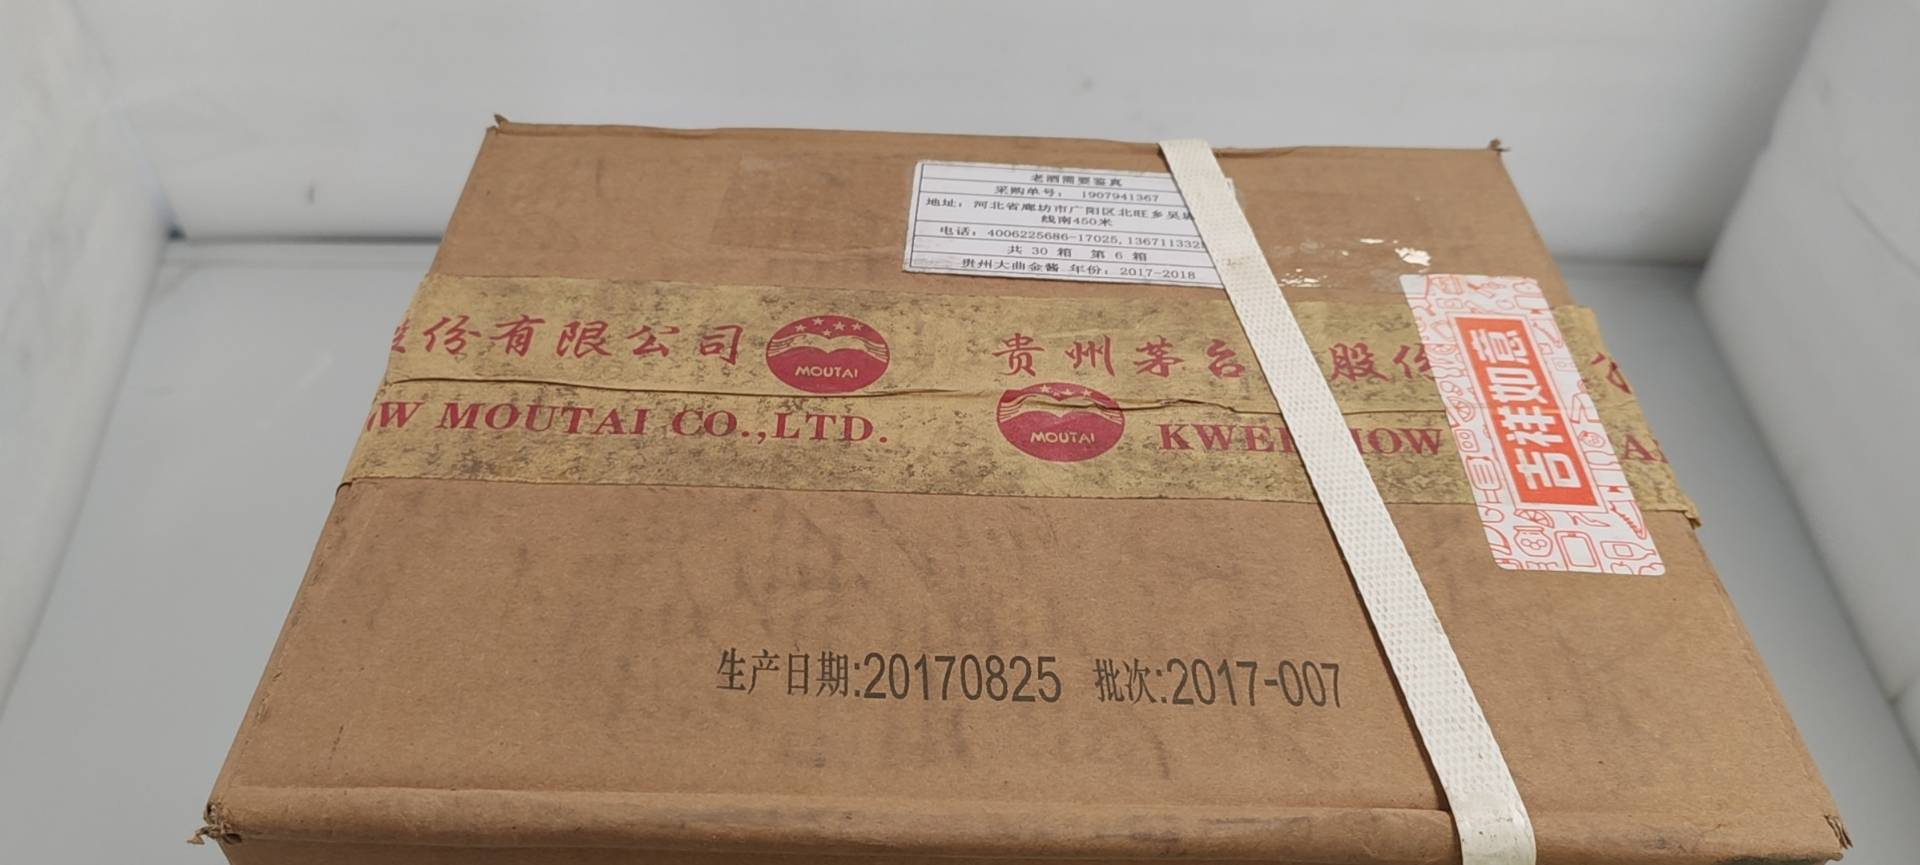 老酒需要鉴真
采购单号: 1907941367
地址: 河北省廊坊市广阳区北旺乡吴
线南450米
电话: 4006225686-17025,136711332
共 30 箱 第 6 箱
贵州大曲金酱 年份: 2017-2018
份有限公司 MOUTAI 贵州茅台 股份
W MOUTAI CO.,LTD. MOUTAI KWEI HOW
吉祥如意
生产日期:20170825 批次:2017-007